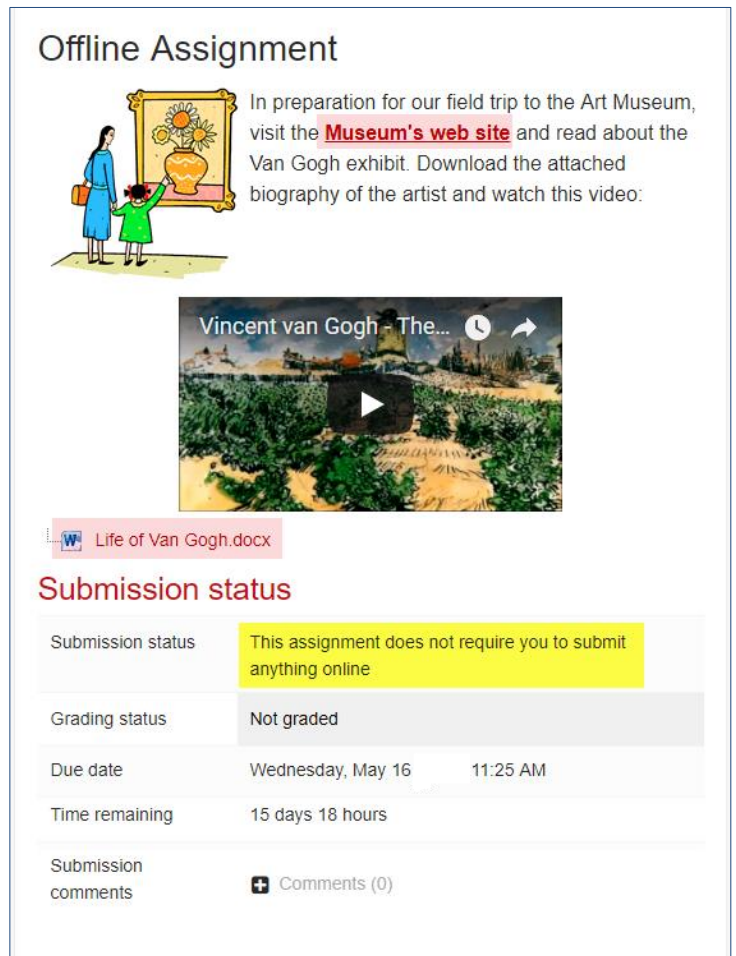 Offline Assignment
In preparation for our field trip to the Art Museum,
visit the Museum's web site and read about the
Van Gogh exhibit. Download the attached
biography of the artist and watch this video:
Vincent van Gogh - The...
Life of Van Gogh.docx
Submission status
Submission status This assignment does not require you to submit
anything online
Grading status Not graded
Due date Wednesday, May 16 11:25 AM
Time remaining 15 days 18 hours
Submission
comments
Comments (0)